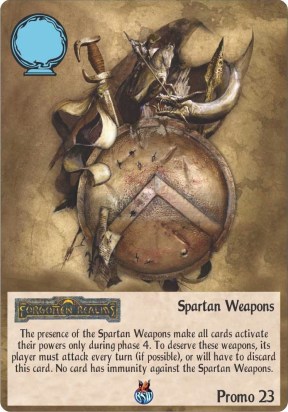 FORGOTTEN REALMS
Spartan Weapons
The presence of the Spartan Weapons make all cards activate
their powers only during phase 4. To deserve these weapons, its
player must attack every turn (if possible), or will have to discard
this card. No card has immunity against the Spartan Weapons.
Promo 23